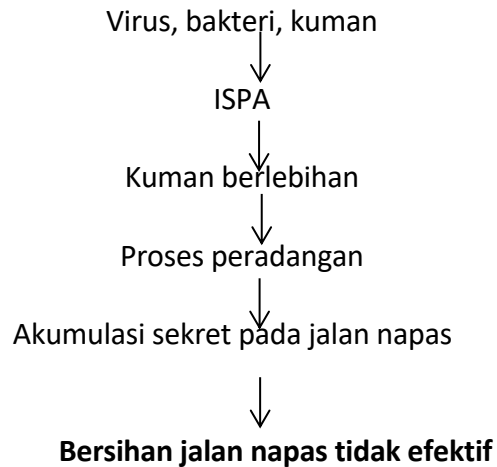 Virus, bakteri, kuman
ISPA
Kuman berlebihan
Proses peradangan
Akumulasi sekret pada jalan napas
Bersihan jalan napas tidak efektif